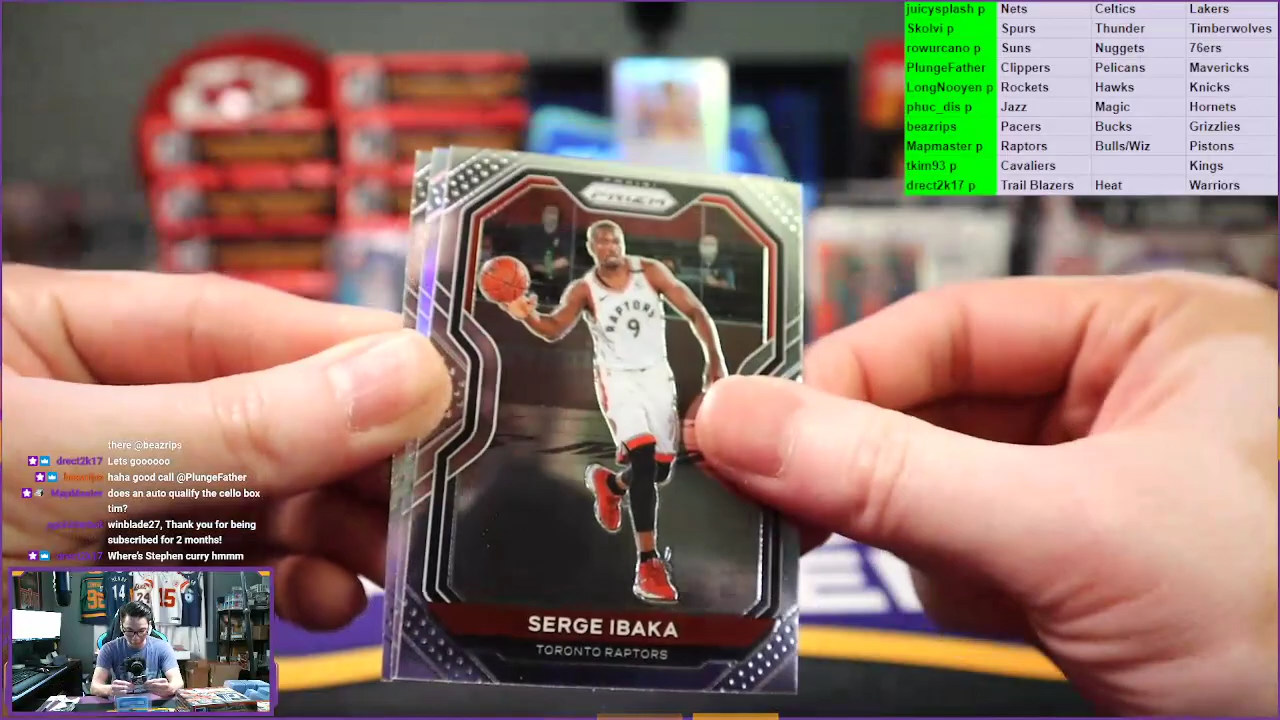 juicysplash p Nets Celtics Lakers
Skolvi p Spurs Thunder Timberwolves
rowurcano p Suns Nuggets 76ers
PlungeFather Clippers Pelicans Mavericks
LongNooyen p Rockets Hawks Knicks
phuc_dis p Jazz Magic Hornets
beazrips Pacers Bucks Grizzlies
Mapmaster p Raptors Bulls/Wiz Pistons
tkim93 p Cavaliers Kings
drect2k17 p Trail Blazers Heat Warriors
PANINI
PRIZM
RAPTORS
9
SERGE IBAKA
TORONTO RAPTORS
there @beazrips
drect2k17 Lets goooooo
haha good call @PlungeFather
does an auto qualify the cello box
tim?
winblade27, Thank you for being
subscribed for 2 months!
drect2k17 Where's Stephen curry hmmm
14
15